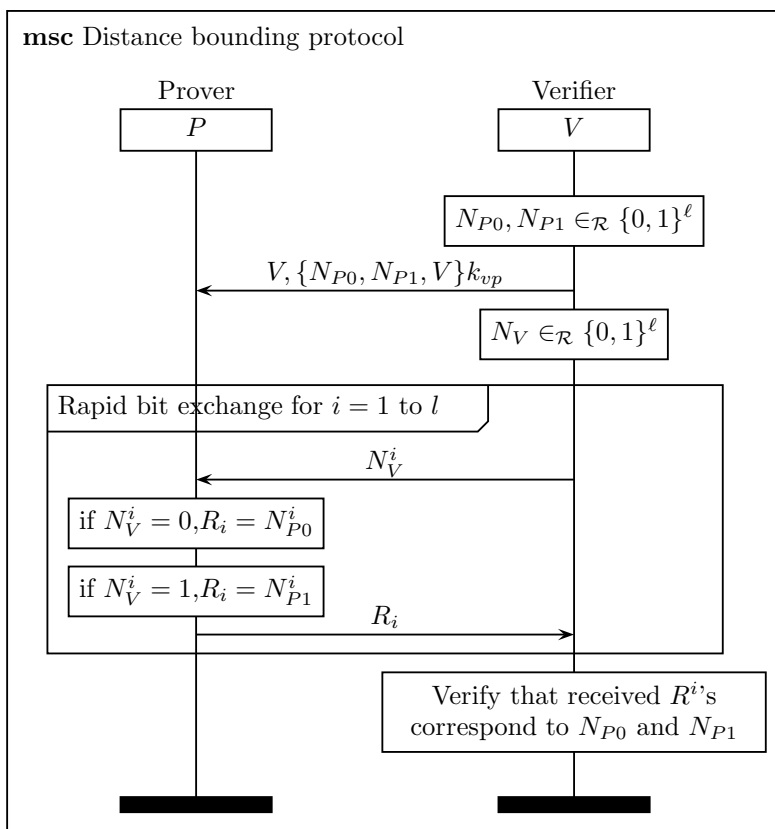 msc Distance bounding protocol
Prover
Verifier
P
V
N_{P0}, N_{P1} ∈_ℛ {0, 1}^ℓ
V, {N_{P0}, N_{P1}, V}k_{vp}
N_V ∈_ℛ {0, 1}^ℓ
Rapid bit exchange for i = 1 to l
N_V^i
if N_V^i = 0,R_i = N_{P0}^i
if N_V^i = 1,R_i = N_{P1}^i
R_i
Verify that received R^i's
correspond to N_{P0} and N_{P1}